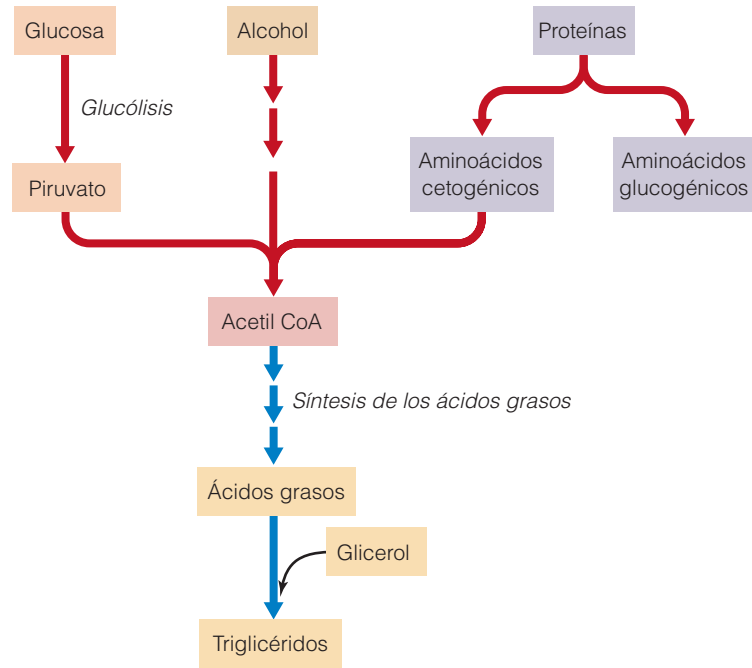 Glucosa
Alcohol
Proteínas
Glucólisis
Piruvato
Aminoácidos
cetogénicos
Aminoácidos
glucogénicos
Acetil CoA
Síntesis de los ácidos grasos
Ácidos grasos
Glicerol
Triglicéridos